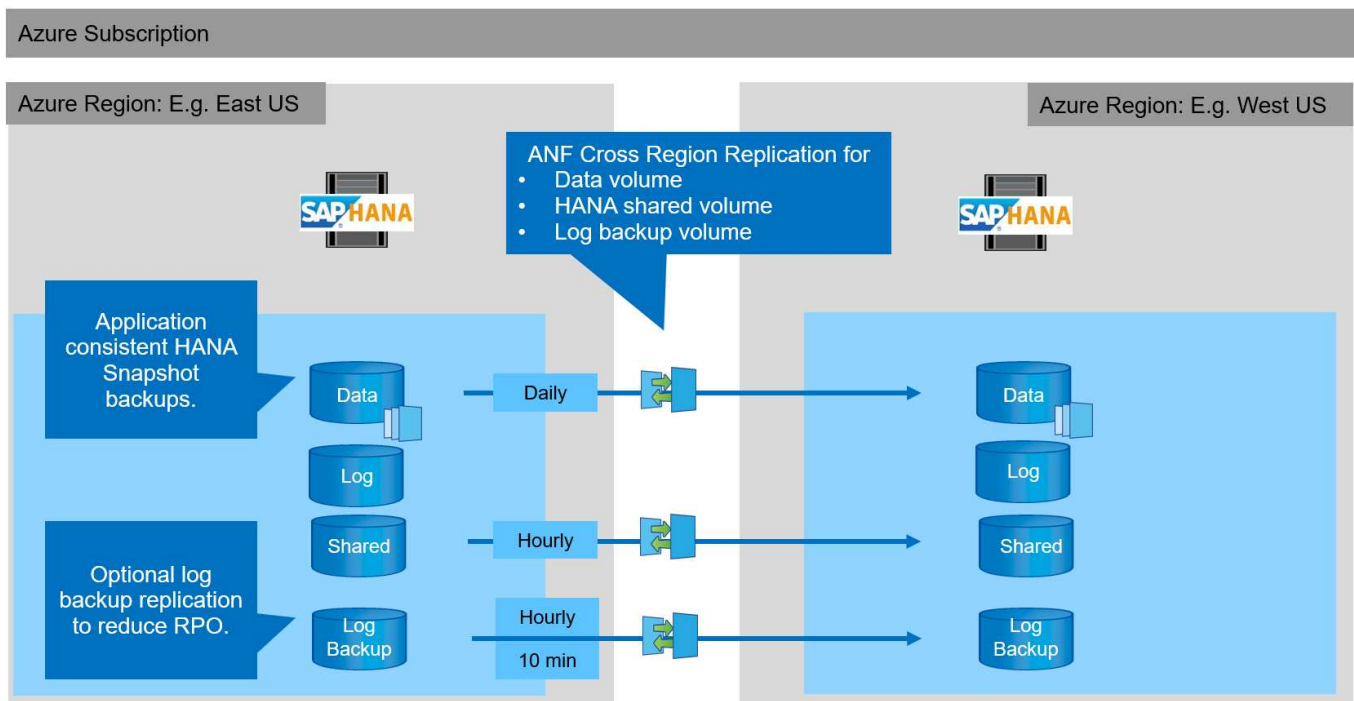 Azure Subscription
Azure Region: E.g. East US
Azure Region: E.g. West US
ANF Cross Region Replication for
• Data volume
• HANA shared volume
• Log backup volume
SAP HANA
®
SAP HANA
®
Application
consistent HANA
Snapshot
backups.
Data
Daily
Data
Log
Log
Shared
Hourly
Shared
Optional log
backup replication
to reduce RPO.
Log
Backup
Hourly
10 min
Log
Backup